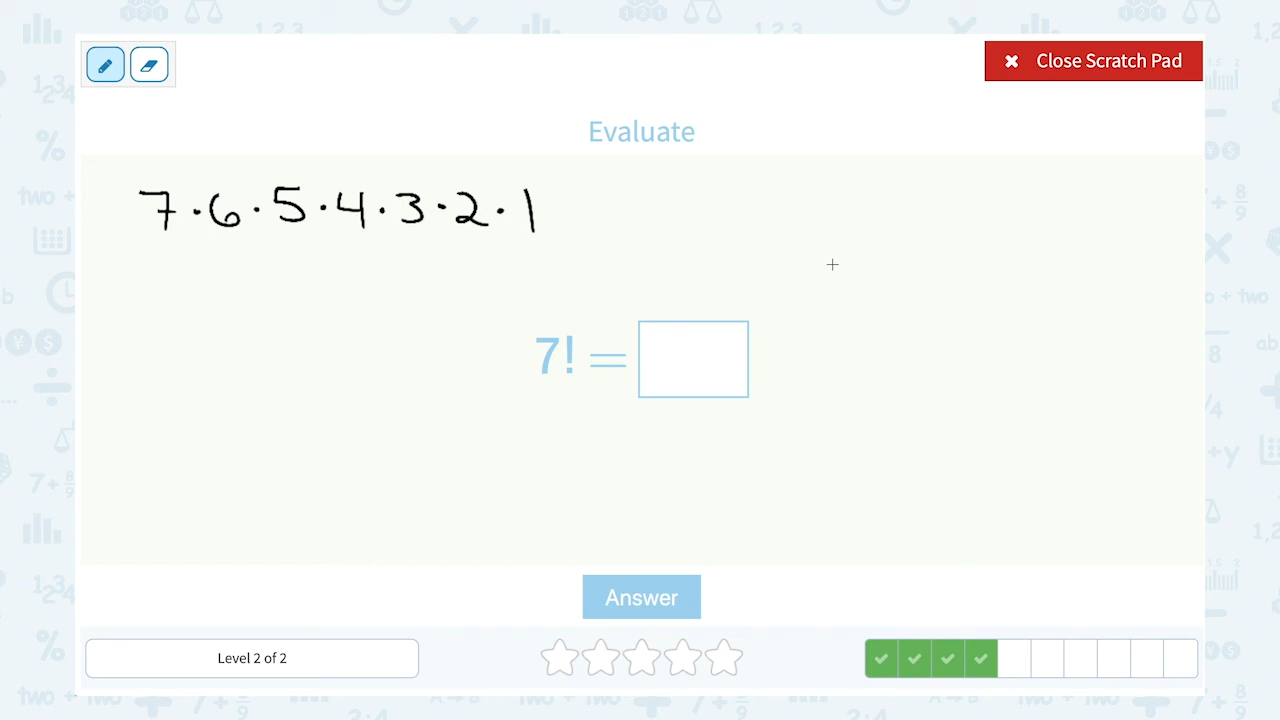 Close Scratch Pad
Evaluate
7 · 6 · 5 · 4 · 3 · 2 · 1
7! =
Answer
Level 2 of 2